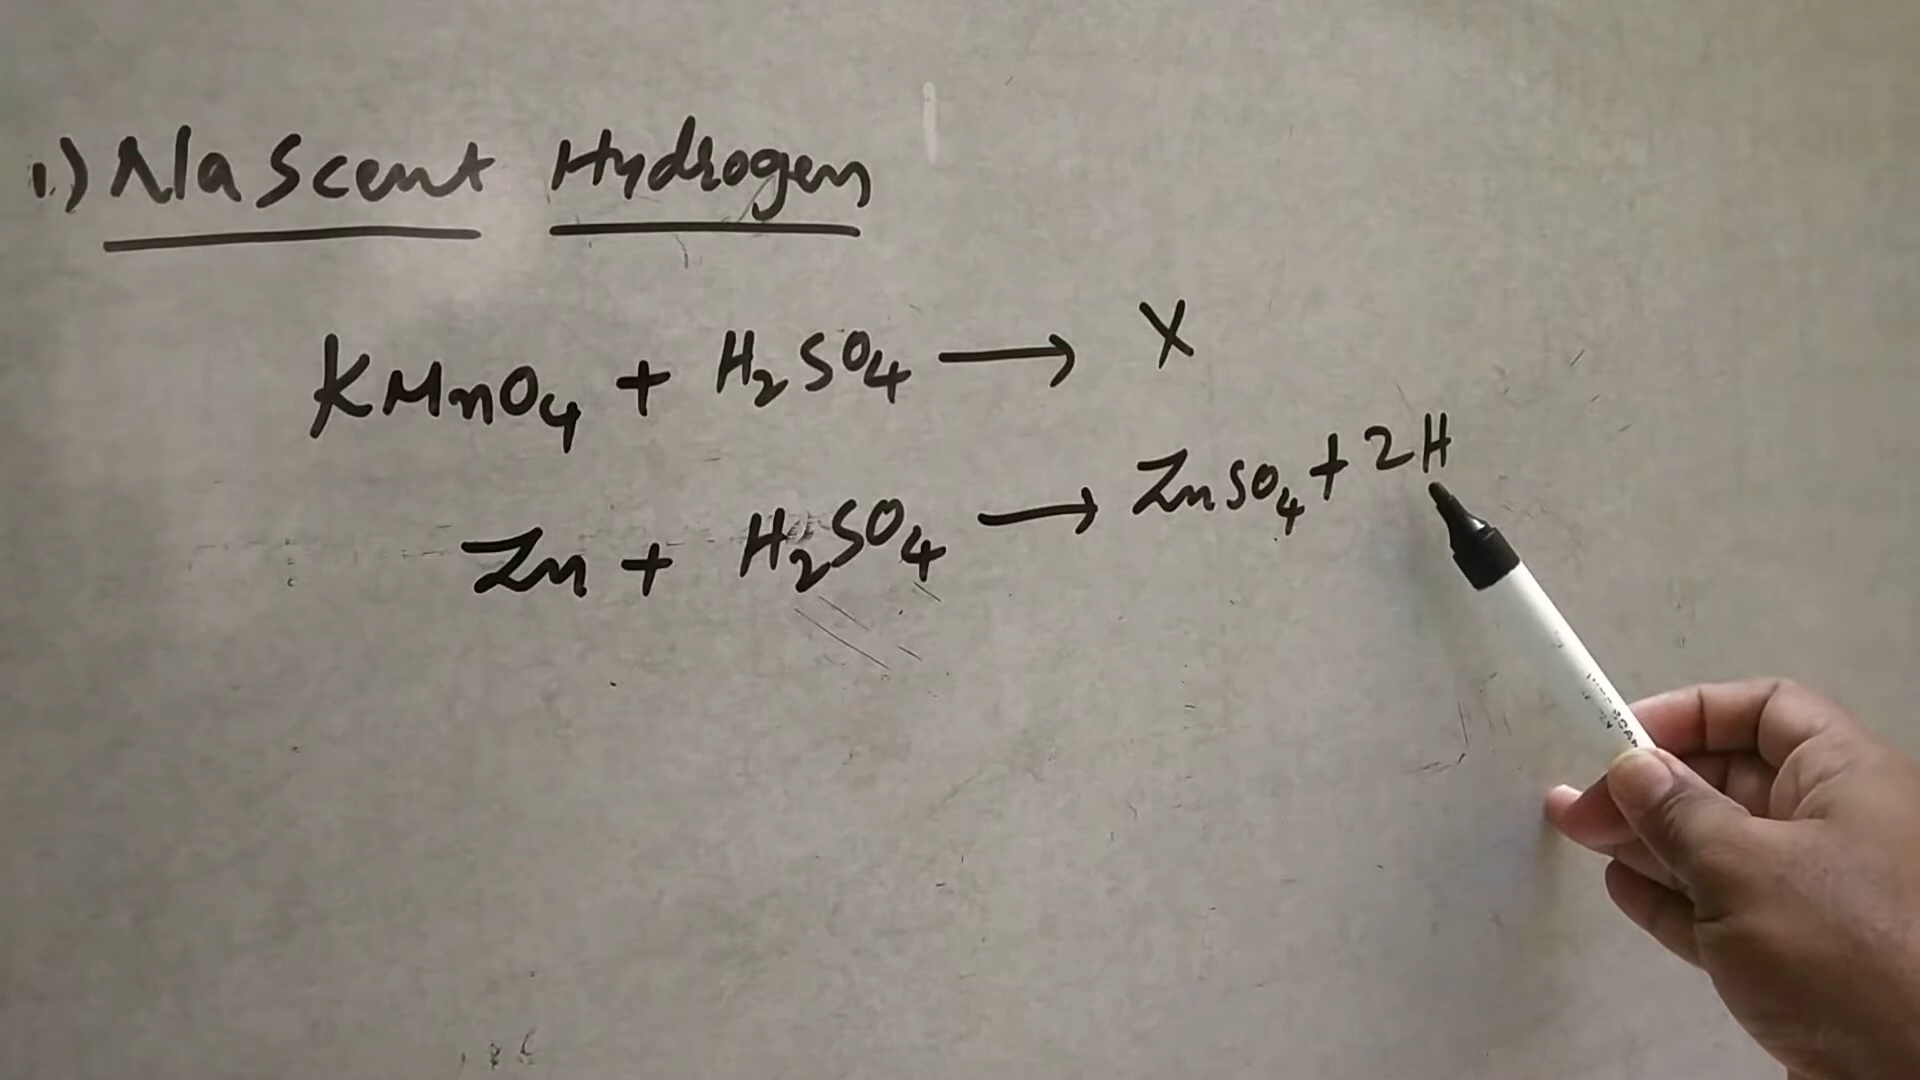 1.) Nascent Hydrogen
KMnO₄ + H₂SO₄ → X
Zn + H₂SO₄ → ZnSO₄ + 2H